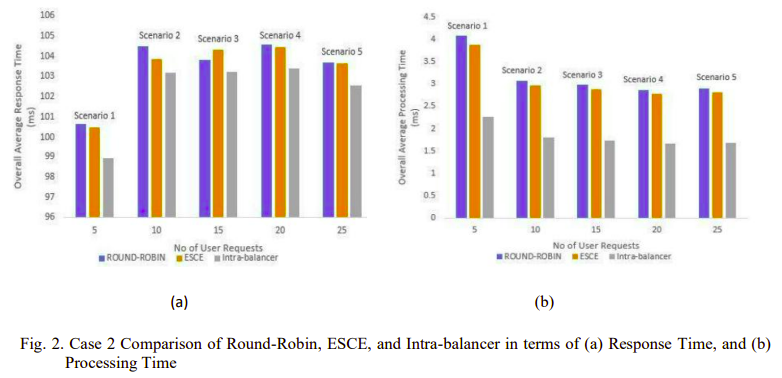 106
105
104
103
102
101
100
99
98
97
96
Overall Average Response Time
(ms)
Scenario 1
Scenario 2
Scenario 3
Scenario 4
Scenario 5
5
10
15
20
25
No of User Requests
ROUND-ROBIN
ESCE
Intra-balancer
(a)
4.5
4
3.5
3
2.5
2
1.5
1
0.5
0
Overall Average Processing Time
(ms)
Scenario 1
Scenario 2
Scenario 3
Scenario 4
Scenario 5
5
10
15
20
25
No of User Requests
ROUND-ROBIN
ESCE
Intra-balancer
(b)
Fig. 2. Case 2 Comparison of Round-Robin, ESCE, and Intra-balancer in terms of (a) Response Time, and (b)
Processing Time